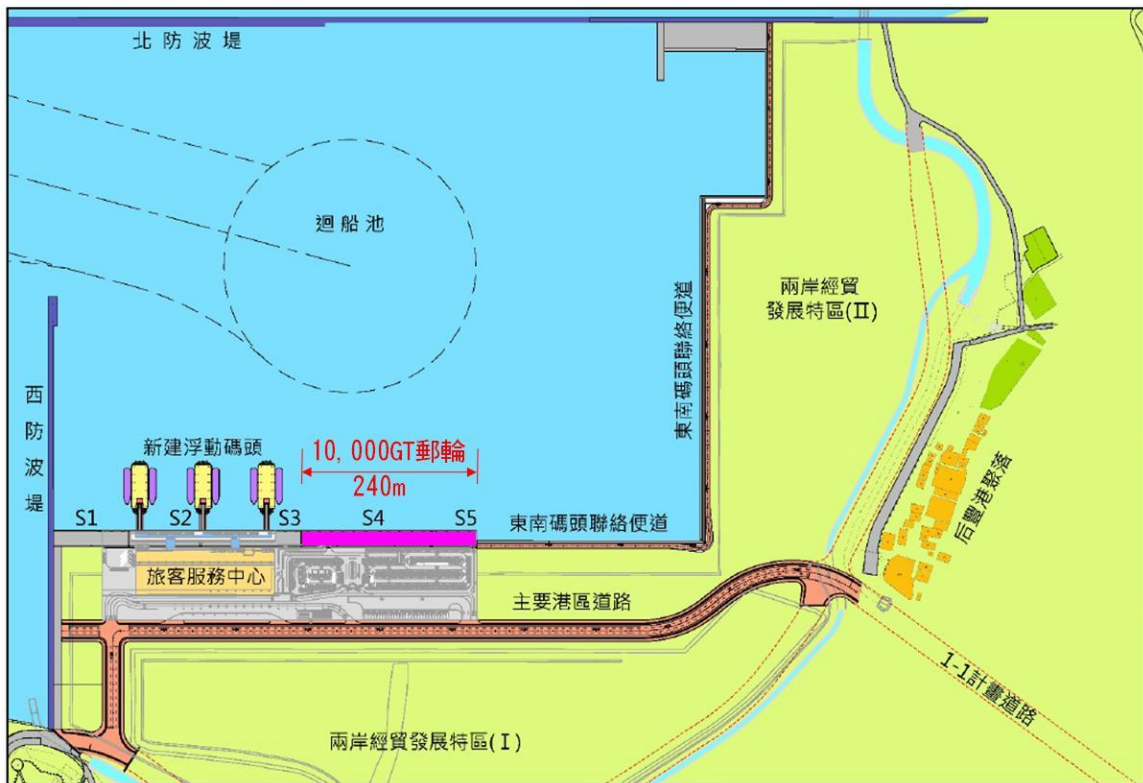 北防波堤
迴船池
兩岸經貿
發展特區(II)
東南碼頭聯絡便道
西防波堤
新建浮動碼頭
10,000GT郵輪
240m
S1
S2
S3
S4
S5
東南碼頭聯絡便道
后豐港聚落
旅客服務中心
主要港區道路
1-1計畫道路
兩岸經貿發展特區(I)